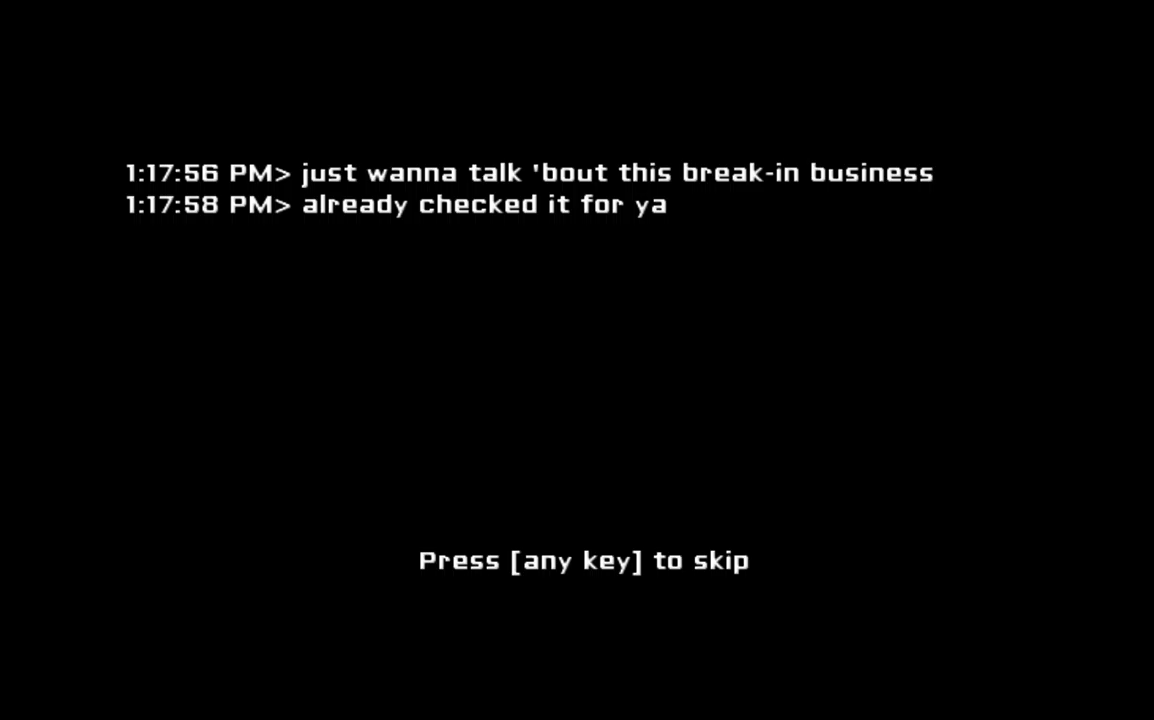 1:17:56 PM> just wanna talk 'bout this break-in business
1:17:58 PM> already checked it for ya
Press [any key] to skip